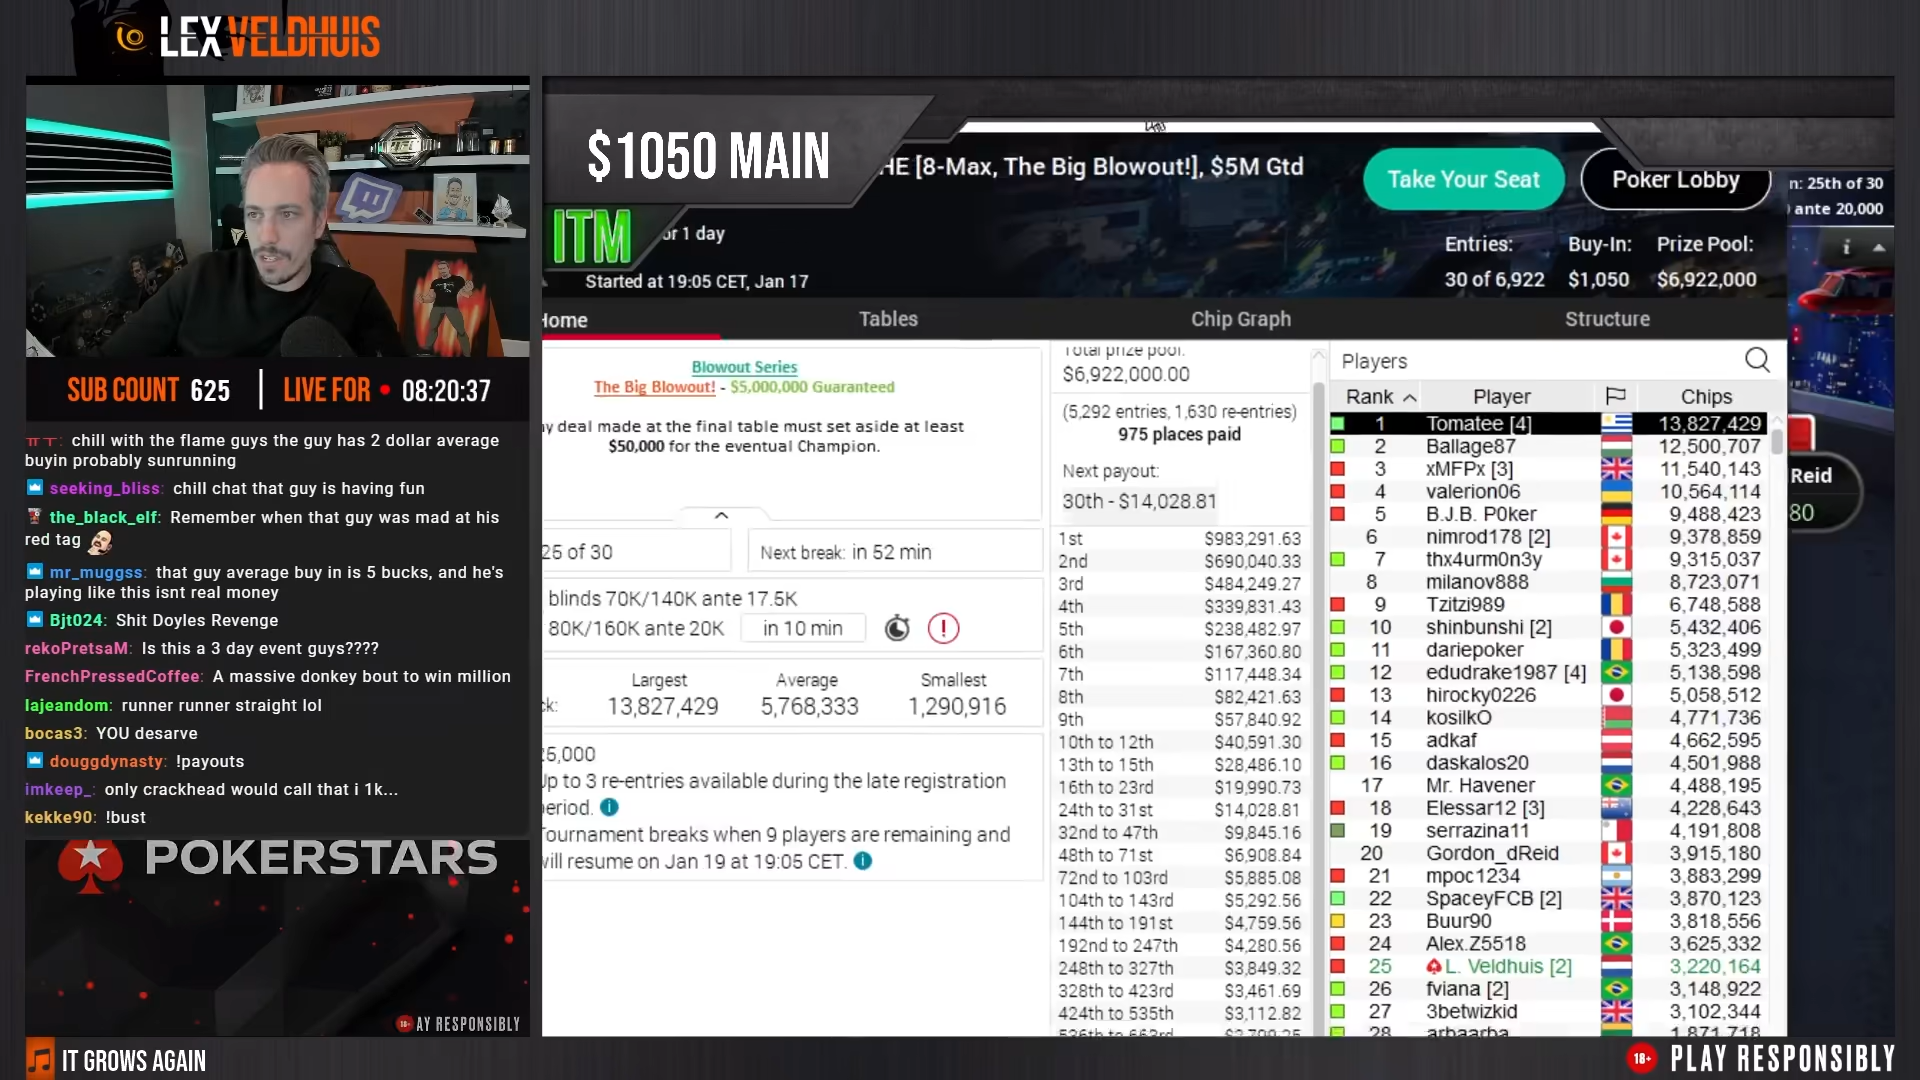 LEX VELDHUIS
SUB COUNT 625
LIVE FOR 08:20:37
ㅠㅜ: chill with the flame guys the guy has 2 dollar average
buyin probably sunrunning
seeking_bliss: chill chat that guy is having fun
the_black_elf: Remember when that guy was mad at his
red tag
mr_muggss: that guy average buy in is 5 bucks, and he's
playing like this isnt real money
Bjt024: Shit Doyles Revenge
rekoPretsaM: Is this a 3 day event guys????
FrenchPressedCoffee: A massive donkey bout to win million
lajeandom: runner runner straight lol
bocas3: YOU desarve
douggdynasty: !payouts
imkeep_: only crackhead would call that i 1k...
kekke90: !bust
POKERSTARS
18+ AY RESPONSIBLY
IT GROWS AGAIN
$1050 MAIN
HE [8-Max, The Big Blowout!], $5M Gtd
ITM
or 1 day
Started at 19:05 CET, Jan 17
Take Your Seat
Poker Lobby
Entries: Buy-In: Prize Pool:
30 of 6,922 $1,050 $6,922,000
n: 25th of 30
ante 20,000
Home Tables Chip Graph Structure
Blowout Series
The Big Blowout! - $5,000,000 Guaranteed
y deal made at the final table must set aside at least
$50,000 for the eventual Champion.
25 of 30
Next break: in 52 min
blinds 70K/140K ante 17.5K
80K/160K ante 20K in 10 min
Largest Average Smallest
ck: 13,827,429 5,768,333 1,290,916
25,000
Up to 3 re-entries available during the late registration
period.
Tournament breaks when 9 players are remaining and
will resume on Jan 19 at 19:05 CET.
Total prize pool:
$6,922,000.00
(5,292 entries, 1,630 re-entries)
975 places paid
Next payout:
30th - $14,028.81
1st $983,291.63
2nd $690,040.33
3rd $484,249.27
4th $339,831.43
5th $238,482.97
6th $167,360.80
7th $117,448.34
8th $82,421.63
9th $57,840.92
10th to 12th $40,591.30
13th to 15th $28,486.10
16th to 23rd $19,990.73
24th to 31st $14,028.81
32nd to 47th $9,845.16
48th to 71st $6,908.84
72nd to 103rd $5,885.08
104th to 143rd $5,292.56
144th to 191st $4,759.56
192nd to 247th $4,280.56
248th to 327th $3,849.32
328th to 423rd $3,461.69
424th to 535th $3,112.82
536th to 663rd $2,799.25
Players
Rank Player Chips
1 Tomatee [4] 13,827,429
2 Ballage87 12,500,707
3 xMFPx [3] 11,540,143
4 valerion06 10,564,114
5 B.J.B. P0ker 9,488,423
6 nimrod178 [2] 9,378,859
7 thx4urm0n3y 9,315,037
8 milanov888 8,723,071
9 Tzitzi989 6,748,588
10 shinbunshi [2] 5,432,406
11 dariepoker 5,323,499
12 edudrake1987 [4] 5,138,598
13 hirocky0226 5,058,512
14 kosilkO 4,771,736
15 adkaf 4,662,595
16 daskalos20 4,501,988
17 Mr. Havener 4,488,195
18 Elessar12 [3] 4,228,643
19 serrazina11 4,191,808
20 Gordon_dReid 3,915,180
21 mpoc1234 3,883,299
22 SpaceyFCB [2] 3,870,123
23 Buur90 3,818,556
24 Alex.Z5518 3,625,332
25 L. Veldhuis [2] 3,220,164
26 fviana [2] 3,148,922
27 3betwizkid 3,102,344
28 arbaarba 1,871,718
Reid
80
18+ PLAY RESPONSIBLY